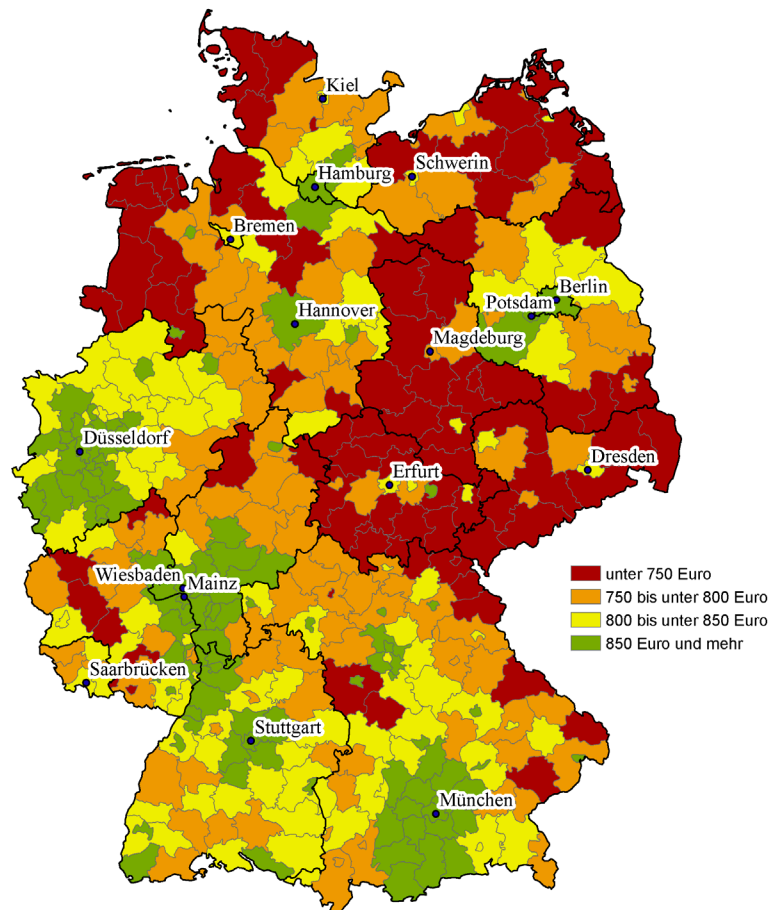 Kiel
Schwerin
Hamburg
Bremen
Berlin
Potsdam
Hannover
Magdeburg
Düsseldorf
Dresden
Erfurt
unter 750 Euro
750 bis unter 800 Euro
800 bis unter 850 Euro
850 Euro und mehr
Wiesbaden
Mainz
Saarbrücken
Stuttgart
München